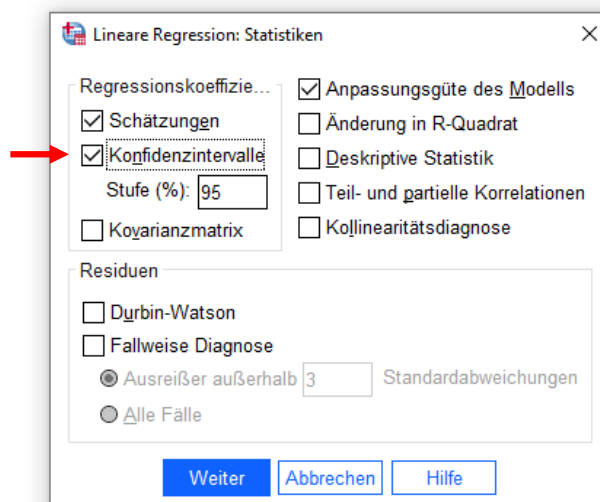 Lineare Regression: Statistiken
Regressionskoeffizie...
Schätzungen
Konfidenzintervalle
Stufe (%): 95
Kovarianzmatrix
Anpassungsgüte des Modells
Änderung in R-Quadrat
Deskriptive Statistik
Teil- und partielle Korrelationen
Kollinearitätsdiagnose
Residuen
Durbin-Watson
Fallweise Diagnose
Ausreißer außerhalb 3 Standardabweichungen
Alle Fälle
Weiter Abbrechen Hilfe